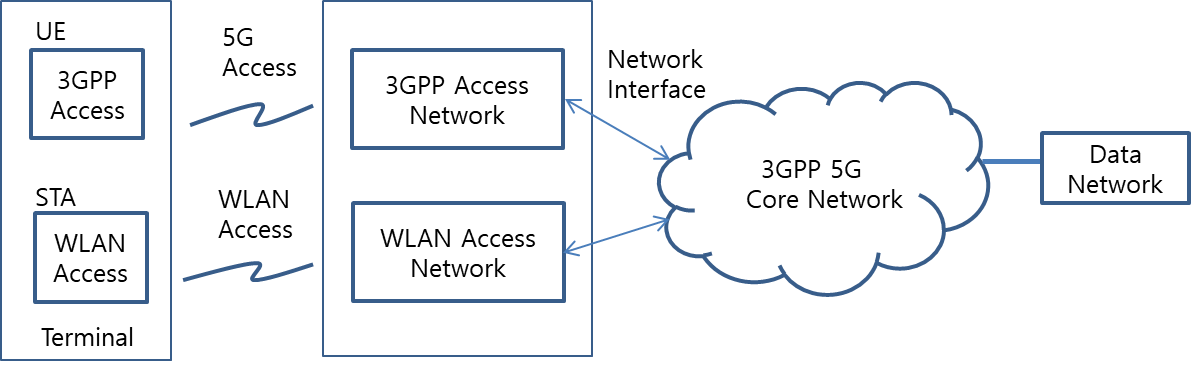 UE
3GPP
Access
STA
WLAN
Access
Terminal
5G
Access
WLAN
Access
3GPP Access
Network
WLAN Access
Network
Network
Interface
3GPP 5G
Core Network
Data
Network